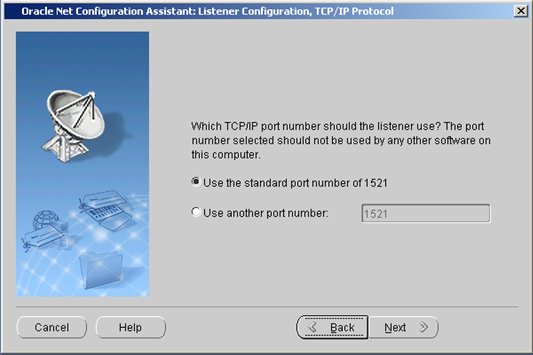 Oracle Net Configuration Assistant: Listener Configuration, TCP/IP Protocol
Which TCP/IP port number should the listener use? The port
number selected should not be used by any other software on
this computer.
Use the standard port number of 1521
Use another port number:
1521
Cancel
Help
Back
Next